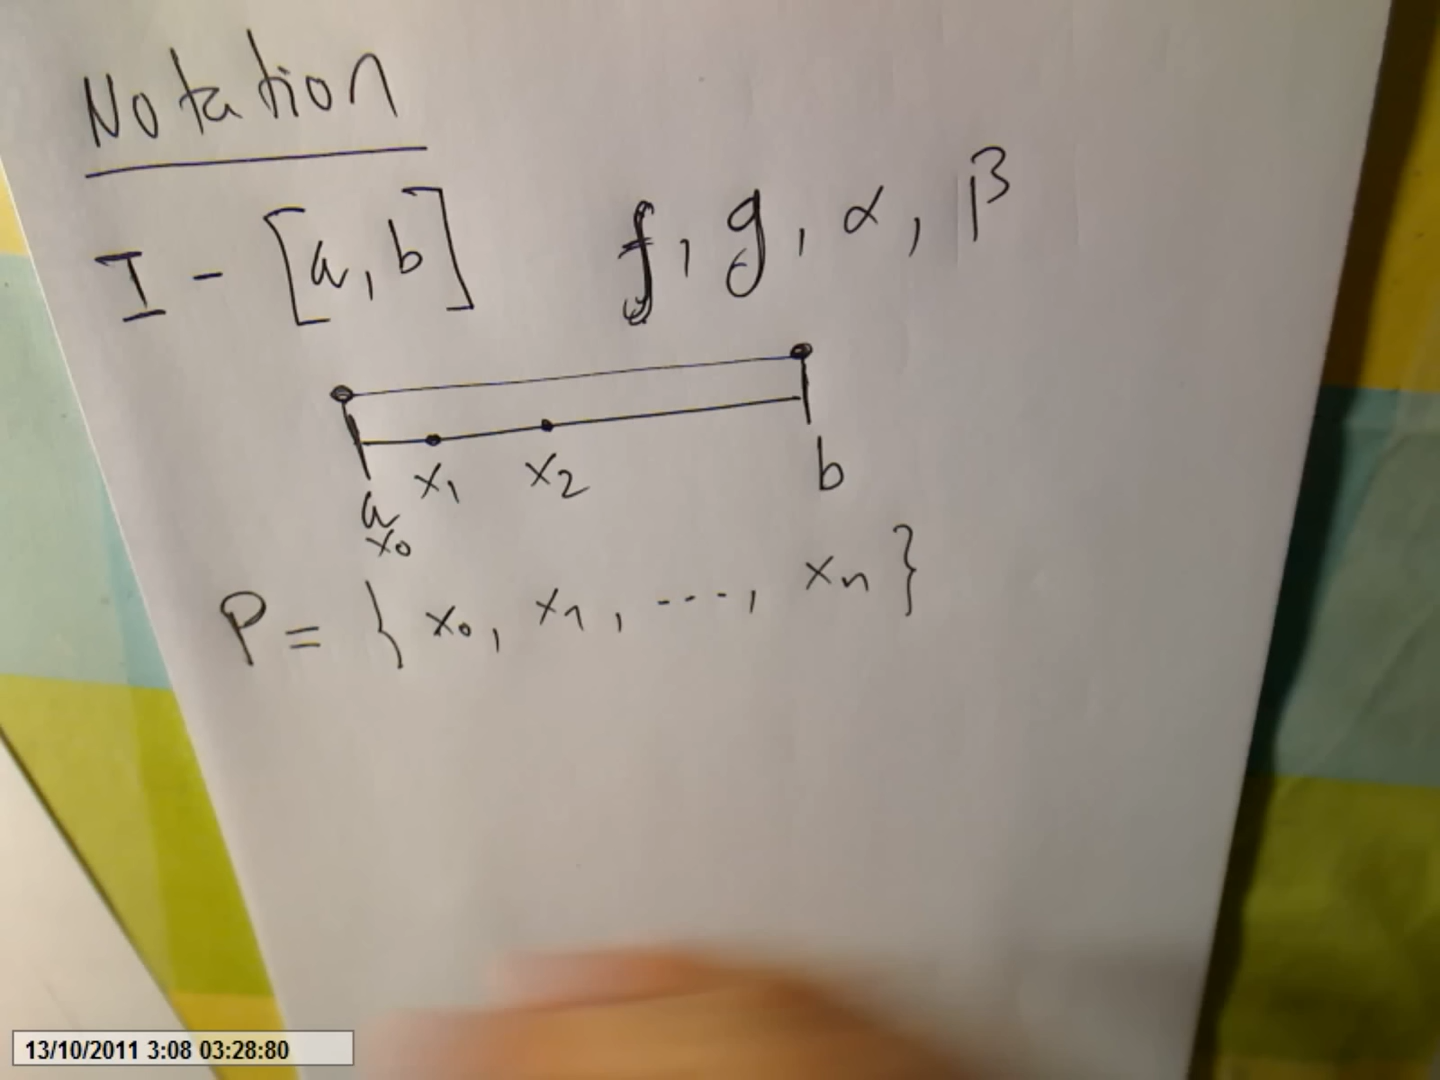 Notation
I - [a, b] f, g, α, β
x₁ x₂ b
a
x₀
P = { x₀, x₁, ..., xₙ }
13/10/2011 3:08 03:28:80